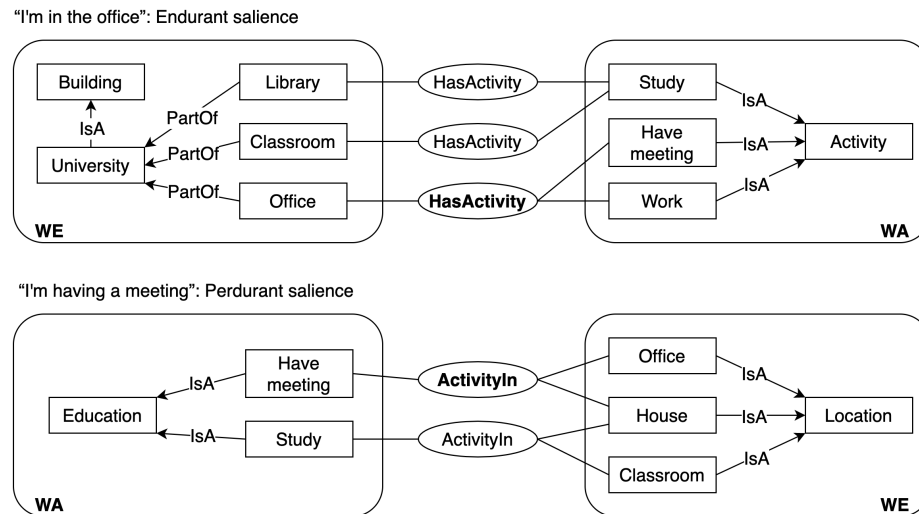 “I'm in the office”: Endurant salience
Building
Library
HasActivity
Study
IsA
IsA
PartOf
University
PartOf
Classroom
HasActivity
Have
meeting
IsA
Activity
PartOf
Office
HasActivity
Work
IsA
WE
WA
“I'm having a meeting”: Perdurant salience
Have
meeting
ActivityIn
Office
IsA
IsA
Education
House
IsA
Location
IsA
Study
ActivityIn
Classroom
IsA
WA
WE